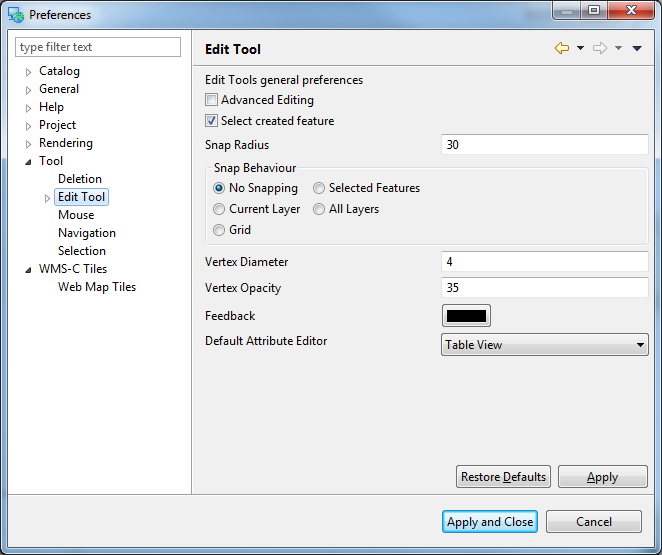 Preferences
type filter text
Catalog
General
Help
Project
Rendering
Tool
Deletion
Edit Tool
Mouse
Navigation
Selection
WMS-C Tiles
Web Map Tiles
Edit Tool
Edit Tools general preferences
Advanced Editing
Select created feature
Snap Radius 30
Snap Behaviour
No Snapping Selected Features
Current Layer All Layers
Grid
Vertex Diameter 4
Vertex Opacity 35
Feedback
Default Attribute Editor Table View
Restore Defaults Apply
Apply and Close Cancel